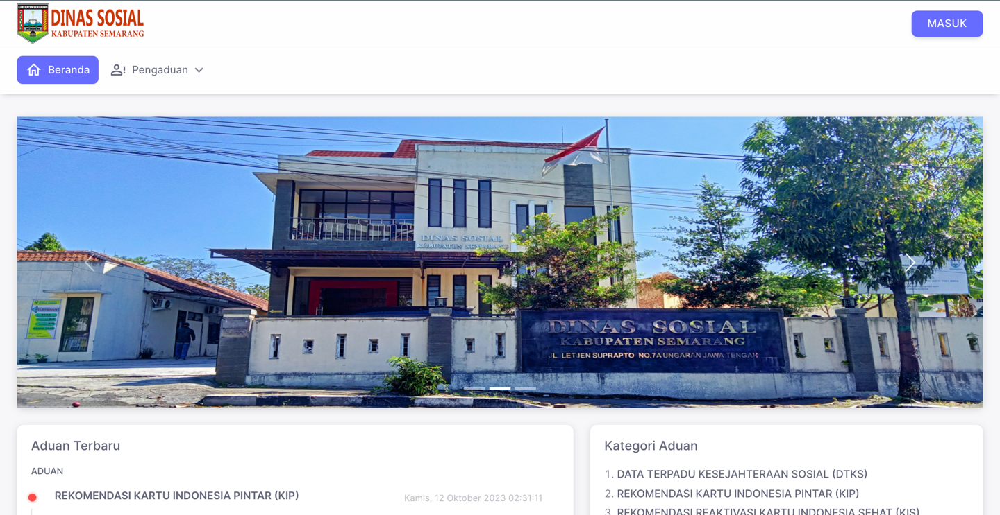 KABUPATEN SEMARANG
DINAS SOSIAL
KABUPATEN SEMARANG
MASUK
Beranda
Pengaduan
DINAS SOSIAL
KABUPATEN SEMARANG
DINAS SOSIAL
KABUPATEN SEMARANG
JL. LETJEN SUPRAPTO NO.7A UNGARAN JAWA TENGAH
Aduan Terbaru
ADUAN
REKOMENDASI KARTU INDONESIA PINTAR (KIP)
Kamis, 12 Oktober 2023 02:31:11
Kategori Aduan
1. DATA TERPADU KESEJAHTERAAN SOSIAL (DTKS)
2. REKOMENDASI KARTU INDONESIA PINTAR (KIP)
3. REKOMENDASI REAKTIVASI KARTU INDONESIA SEHAT (KIS)